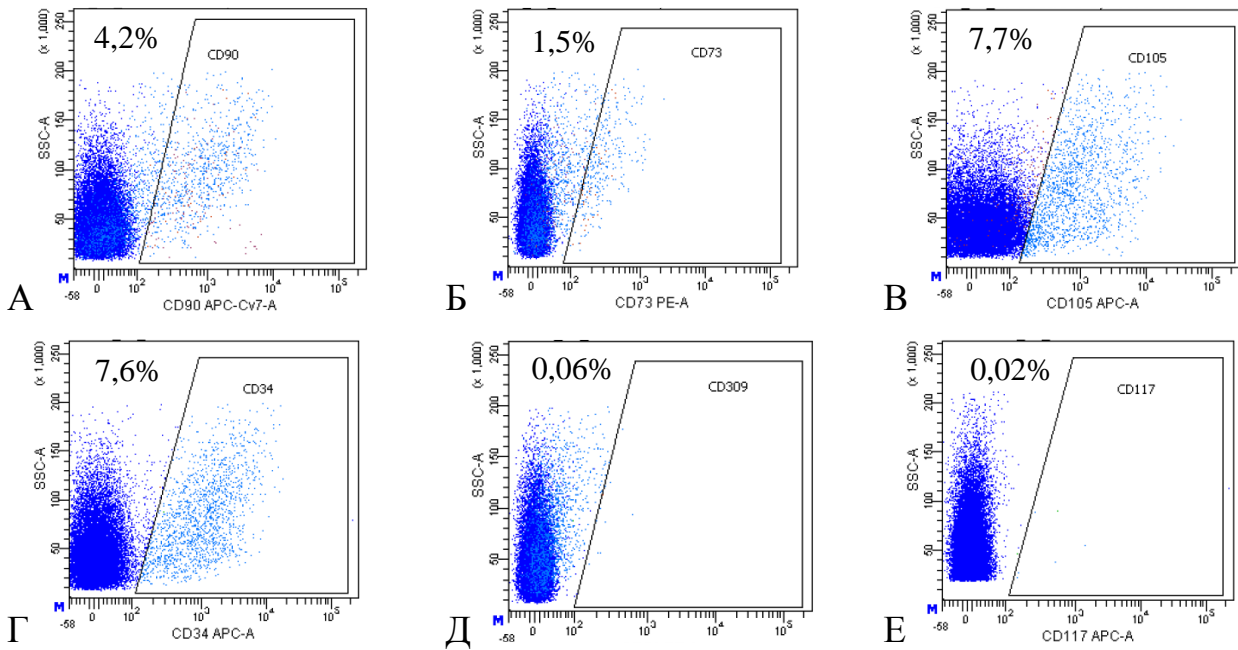 4,2%
CD90
(x 1,000)
250
200
150
100
50
SSC-A
M
-58
0
10²
10³
10⁴
10⁵
CD90 APC-Cy7-A
А
1,5%
CD73
(x 1,000)
250
200
150
100
50
SSC-A
M
-58
0
10²
10³
10⁴
10⁵
CD73 PE-A
Б
7,7%
CD105
(x 1,000)
250
200
150
100
50
SSC-A
M
-58
0
10²
10³
10⁴
10⁵
CD105 APC-A
В
7,6%
CD34
(x 1,000)
250
200
150
100
50
SSC-A
M
-58
0
10²
10³
10⁴
10⁵
CD34 APC-A
Г
0,06%
CD309
(x 1,000)
250
200
150
100
50
SSC-A
M
-58
0
10²
10³
10⁴
10⁵
CD309 APC-A
Д
0,02%
CD117
(x 1,000)
250
200
150
100
50
SSC-A
M
-58
0
10²
10³
10⁴
10⁵
CD117 APC-A
Е